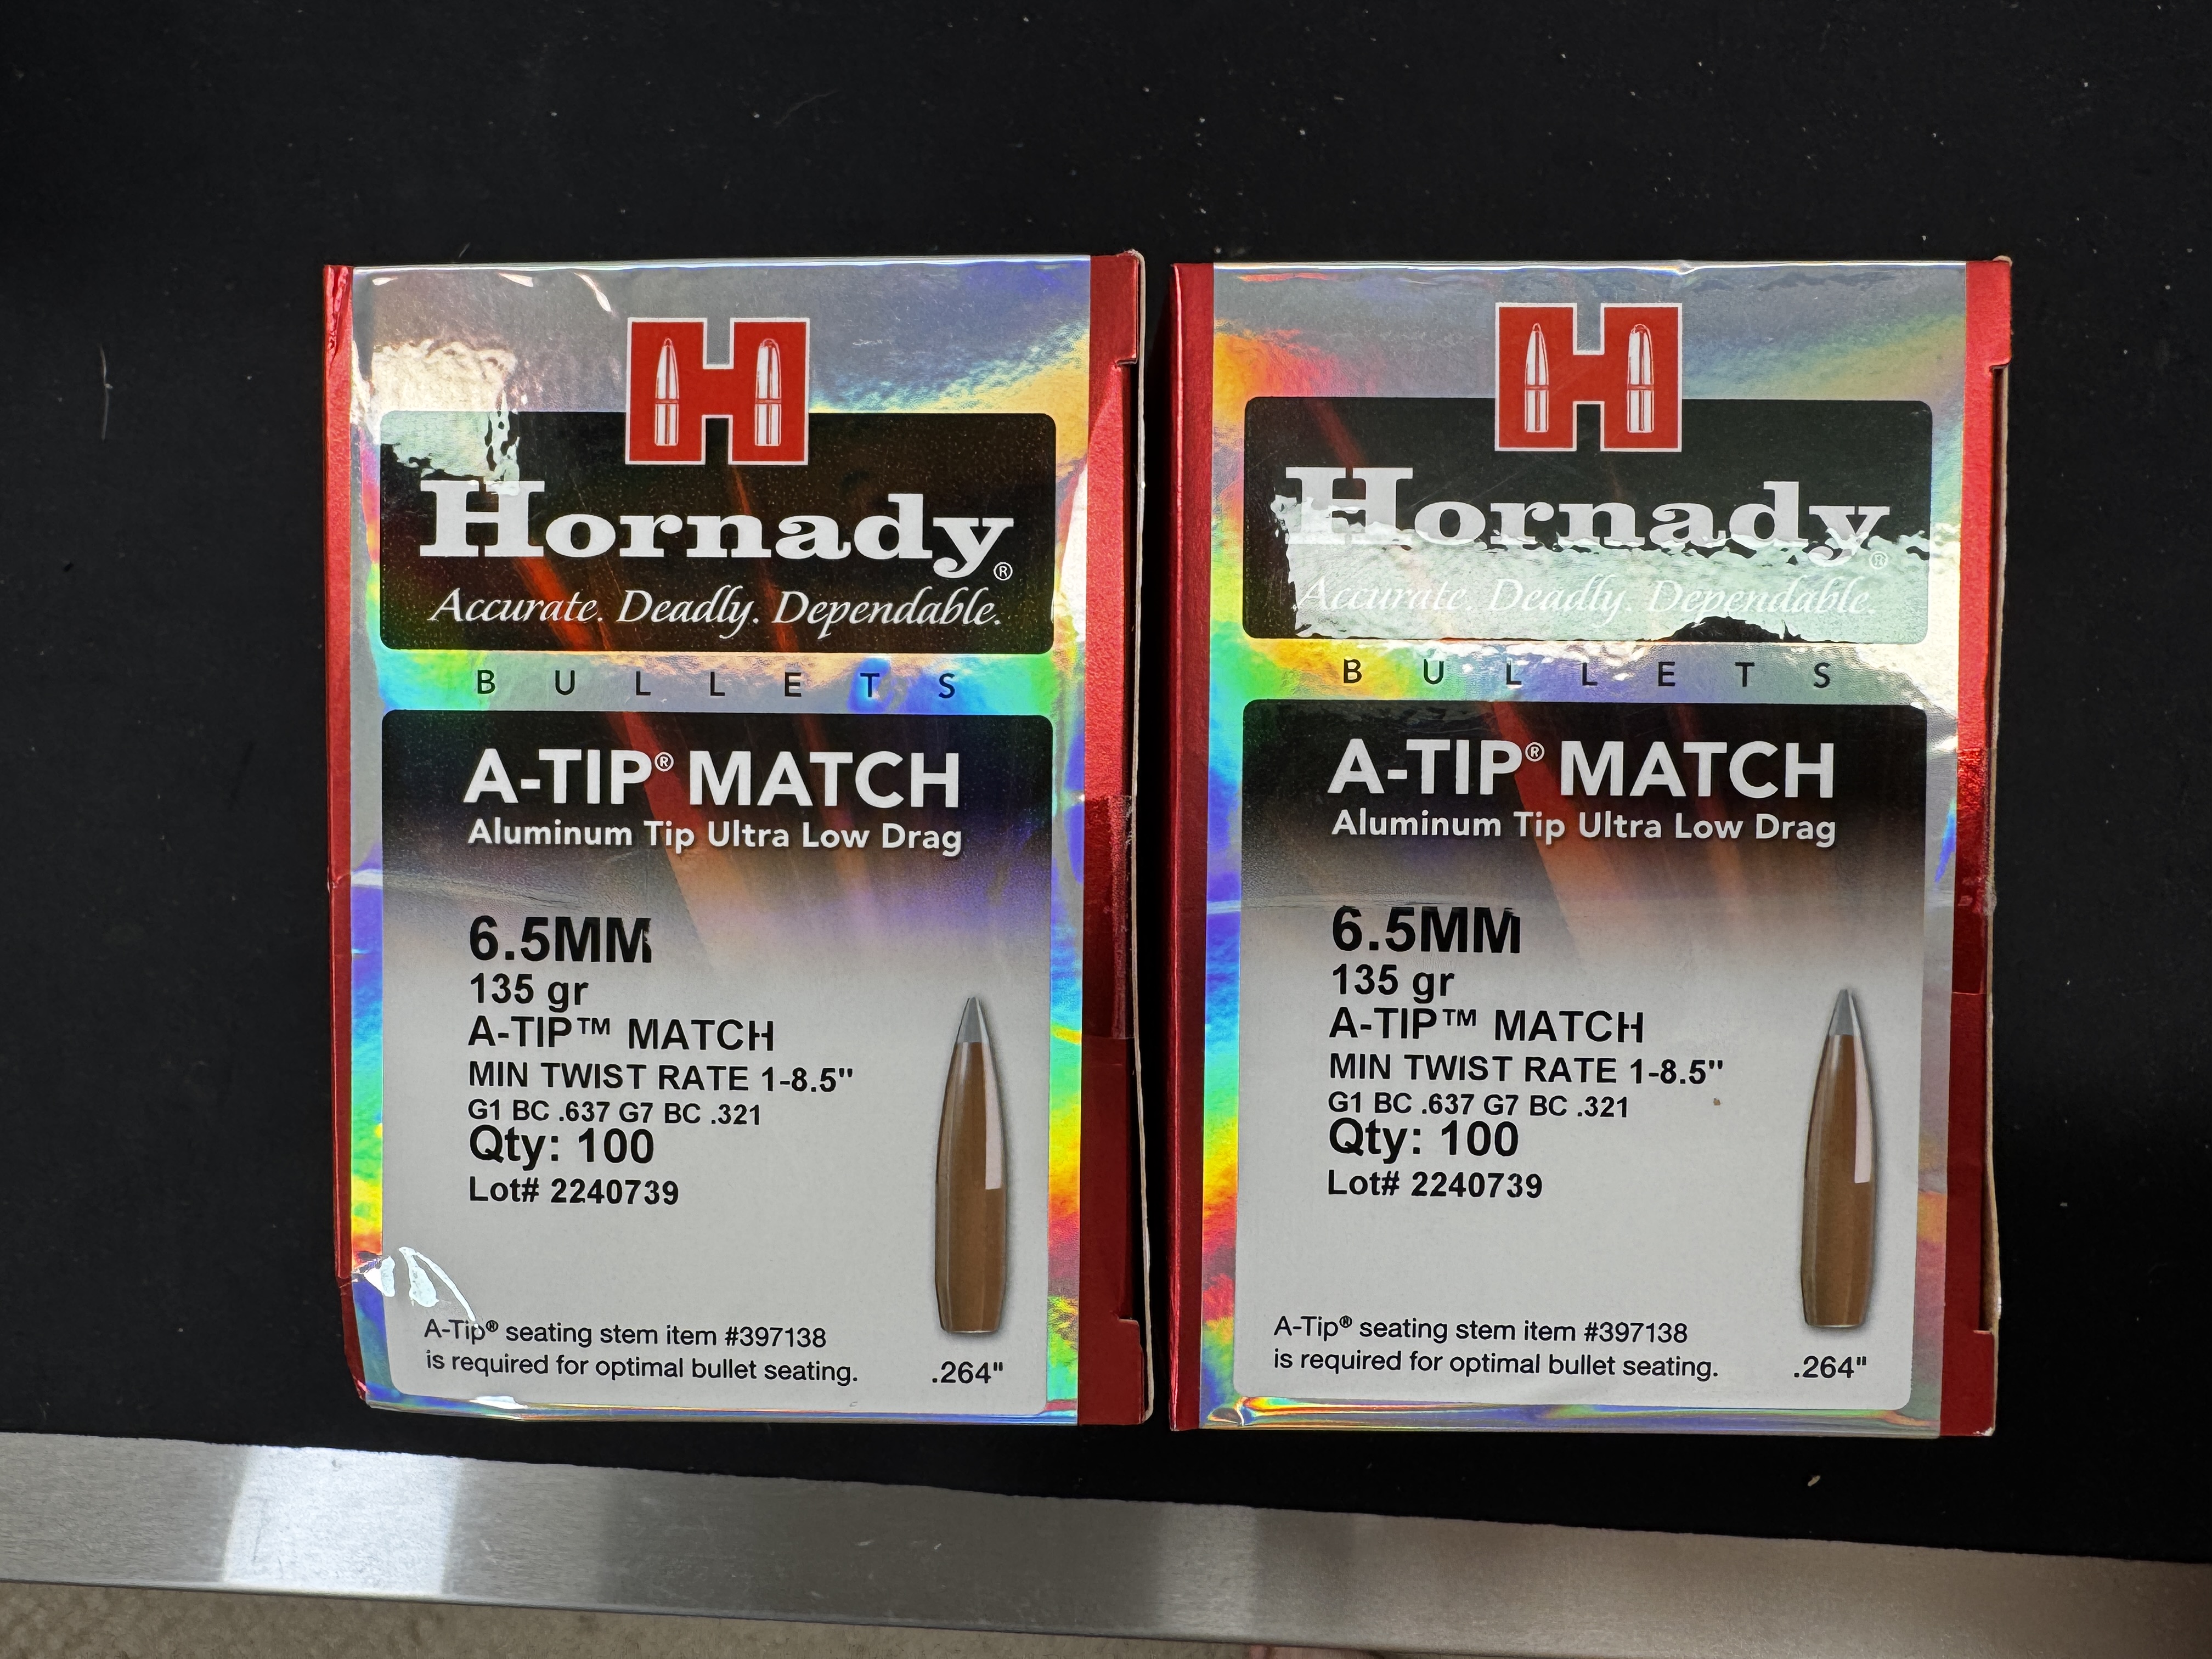 H
Hornady®
Accurate. Deadly. Dependable.
BULLETS
A-TIP® MATCH
Aluminum Tip Ultra Low Drag
6.5MM
135 gr
A-TIP™ MATCH
MIN TWIST RATE 1-8.5"
G1 BC .637 G7 BC .321
Qty: 100
Lot# 2240739
A-Tip® seating stem item #397138
is required for optimal bullet seating.
.264"
H
Hornady®
Accurate. Deadly. Dependable.
BULLETS
A-TIP® MATCH
Aluminum Tip Ultra Low Drag
6.5MM
135 gr
A-TIP™ MATCH
MIN TWIST RATE 1-8.5"
G1 BC .637 G7 BC .321
Qty: 100
Lot# 2240739
A-Tip® seating stem item #397138
is required for optimal bullet seating.
.264"